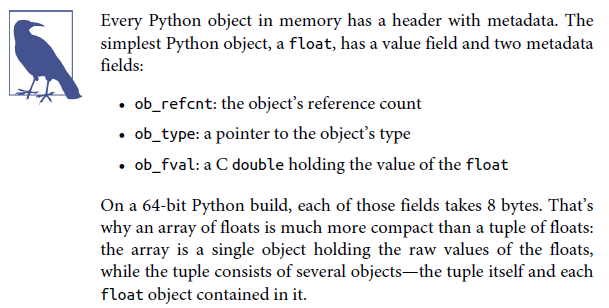 Every Python object in memory has a header with metadata. The
simplest Python object, a float, has a value field and two metadata
fields:
• ob_refcnt: the object’s reference count
• ob_type: a pointer to the object’s type
• ob_fval: a C double holding the value of the float
On a 64-bit Python build, each of those fields takes 8 bytes. That’s
why an array of floats is much more compact than a tuple of floats:
the array is a single object holding the raw values of the floats,
while the tuple consists of several objects—the tuple itself and each
float object contained in it.